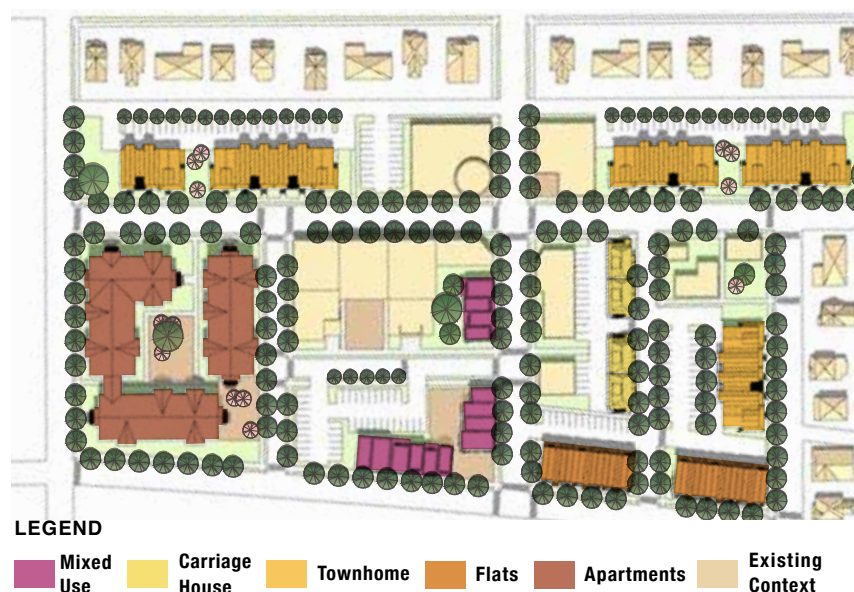 LEGEND
Mixed Use
Carriage House
Townhome
Flats
Apartments
Existing Context